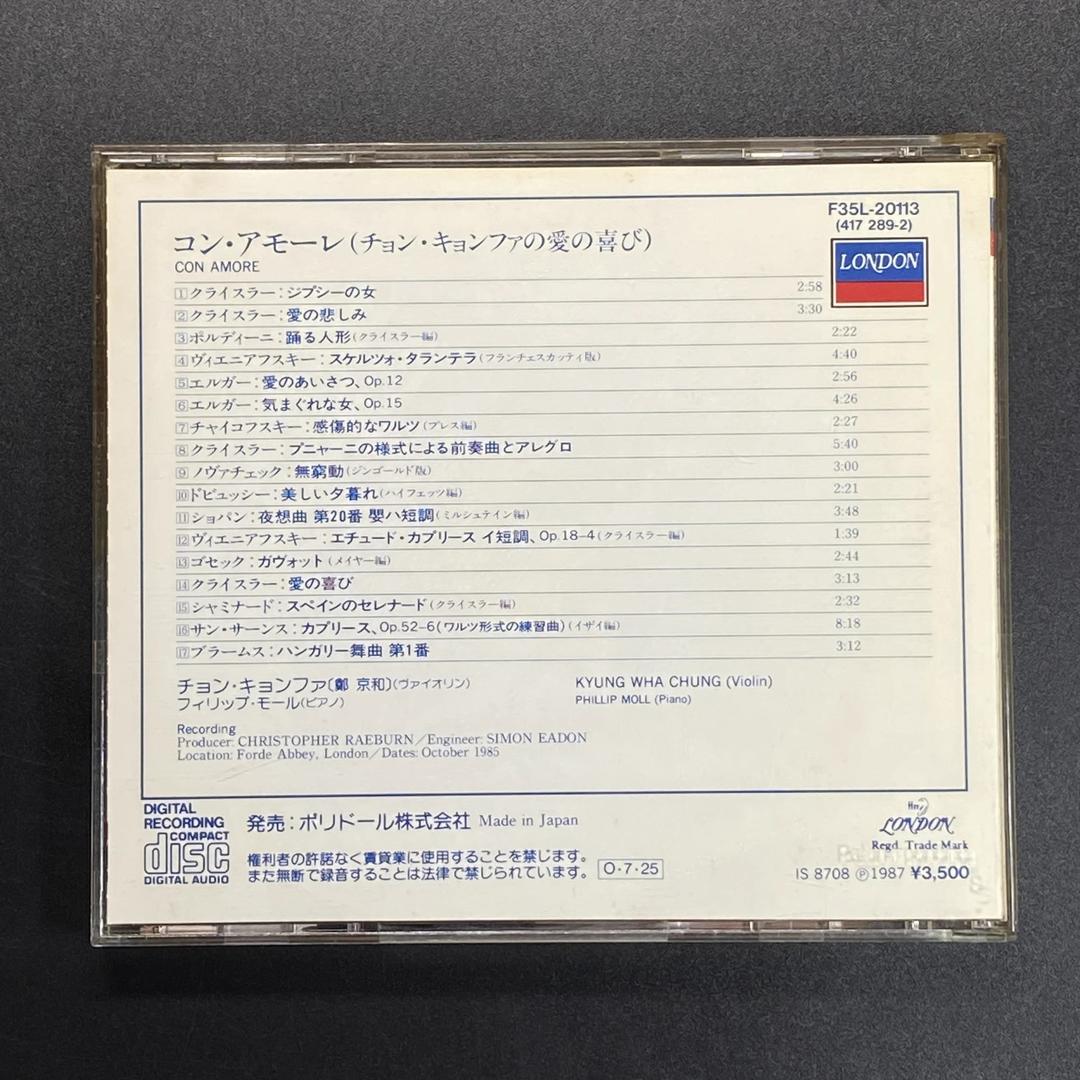 F35L-20113
(417 289-2)
LONDON
コン・アモーレ(チョン・キョンファの愛の喜び)
CON AMORE
1クライスラー:ジプシーの女 2:58
2クライスラー:愛の悲しみ 3:30
3ポルディーニ:踊る人形(クライスラー編) 2:22
4ヴィエニアフスキー:スケルツォ・タランテラ(フランチェスカッティ版) 4:40
5エルガー:愛のあいさつ、Op.12 2:56
6エルガー:気まぐれな女、Op.15 4:26
7チャイコフスキー:感傷的なワルツ(プレス編) 2:27
8クライスラー:プニャーニの様式による前奏曲とアレグロ 5:40
9ノヴァチェック:無窮動(ジンゴールド版) 3:00
10ドビュッシー:美しい夕暮れ(ハイフェッツ編) 2:21
11ショパン:夜想曲 第20番 嬰ハ短調(ミルシュテイン編) 3:48
12ヴィエニアフスキー:エチュード・カプリース イ短調、Op.18-4(クライスラー編) 1:39
13ゴセック:ガヴォット(メイヤー編) 2:44
14クライスラー:愛の喜び 3:13
15シャミナード:スペインのセレナード(クライスラー編) 2:32
16サン・サーンス:カプリース、Op.52-6(ワルツ形式の練習曲)(イザイ編) 8:18
17ブラームス:ハンガリー舞曲 第1番 3:12
チョン・キョンファ〔鄭 京和〕(ヴァイオリン) KYUNG WHA CHUNG (Violin)
フィリップ・モール(ピアノ) PHILLIP MOLL (Piano)
Recording
Producer: CHRISTOPHER RAEBURN/Engineer: SIMON EADON
Location: Forde Abbey, London/Dates: October 1985
DIGITAL
RECORDING
COMPACT
disc
DIGITAL AUDIO
発売:ポリドール株式会社 Made in Japan
権利者の許諾なく賃貸業に使用することを禁じます。
また無断で録音することは法律で禁じられています。 O・7・25
LONDON
Regd. Trade Mark
IS 8708 ℗1987 ¥3,500